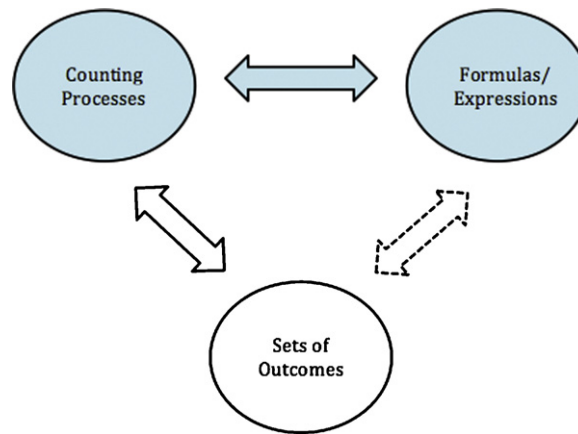 Counting
Processes
Formulas/
Expressions
Sets of
Outcomes